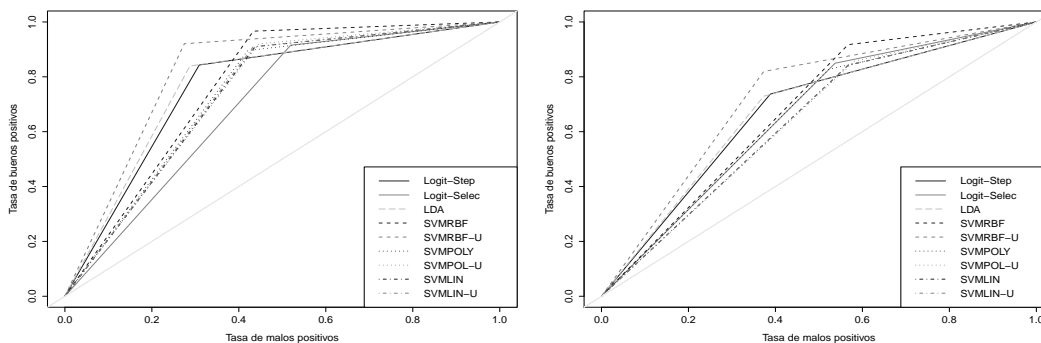 Tasa de buenos positivos
1.0
0.8
0.6
0.4
0.2
0.0
Logit−Step
Logit−Selec
LDA
SVMRBF
SVMRBF−U
SVMPOLY
SVMPOL−U
SVMLIN
SVMLIN−U
0.0 0.2 0.4 0.6 0.8 1.0
Tasa de malos positivos
Tasa de buenos positivos
1.0
0.8
0.6
0.4
0.2
0.0
Logit−Step
Logit−Selec
LDA
SVMRBF
SVMRBF−U
SVMPOLY
SVMPOL−U
SVMLIN
SVMLIN−U
0.0 0.2 0.4 0.6 0.8 1.0
Tasa de malos positivos